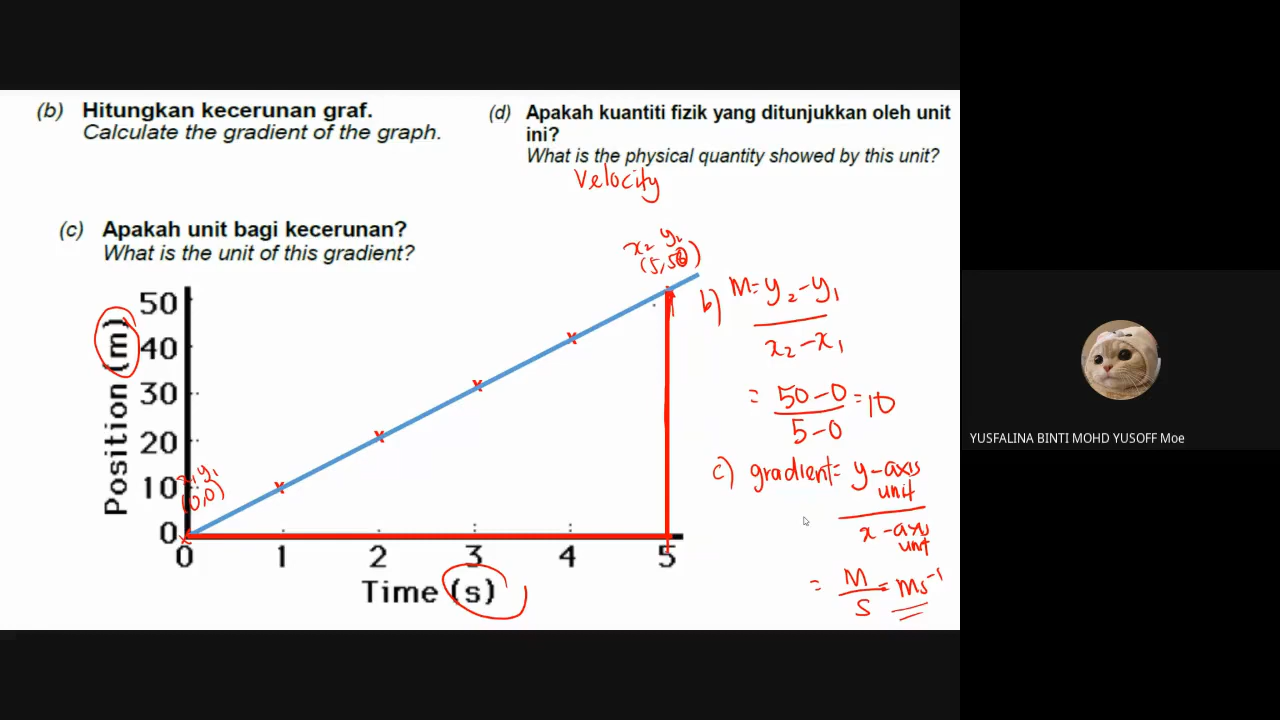 (b) Hitungkan kecerunan graf.
Calculate the gradient of the graph.
(d) Apakah kuantiti fizik yang ditunjukkan oleh unit
ini?
What is the physical quantity showed by this unit?
Velocity
(c) Apakah unit bagi kecerunan?
What is the unit of this gradient?
x₂ y₂
(5,50)
50
40
30
20
10
0
Position (m)
x₁ y₁
(0,0)
0 1 2 3 4 5
Time (s)
b) M = y₂ - y₁
x₂ - x₁
= 50-0 = 10
5-0
c) gradient = y-axis
unit
x-axis
unit
= M = Ms⁻¹
S
YUSFALINA BINTI MOHD YUSOFF Moe